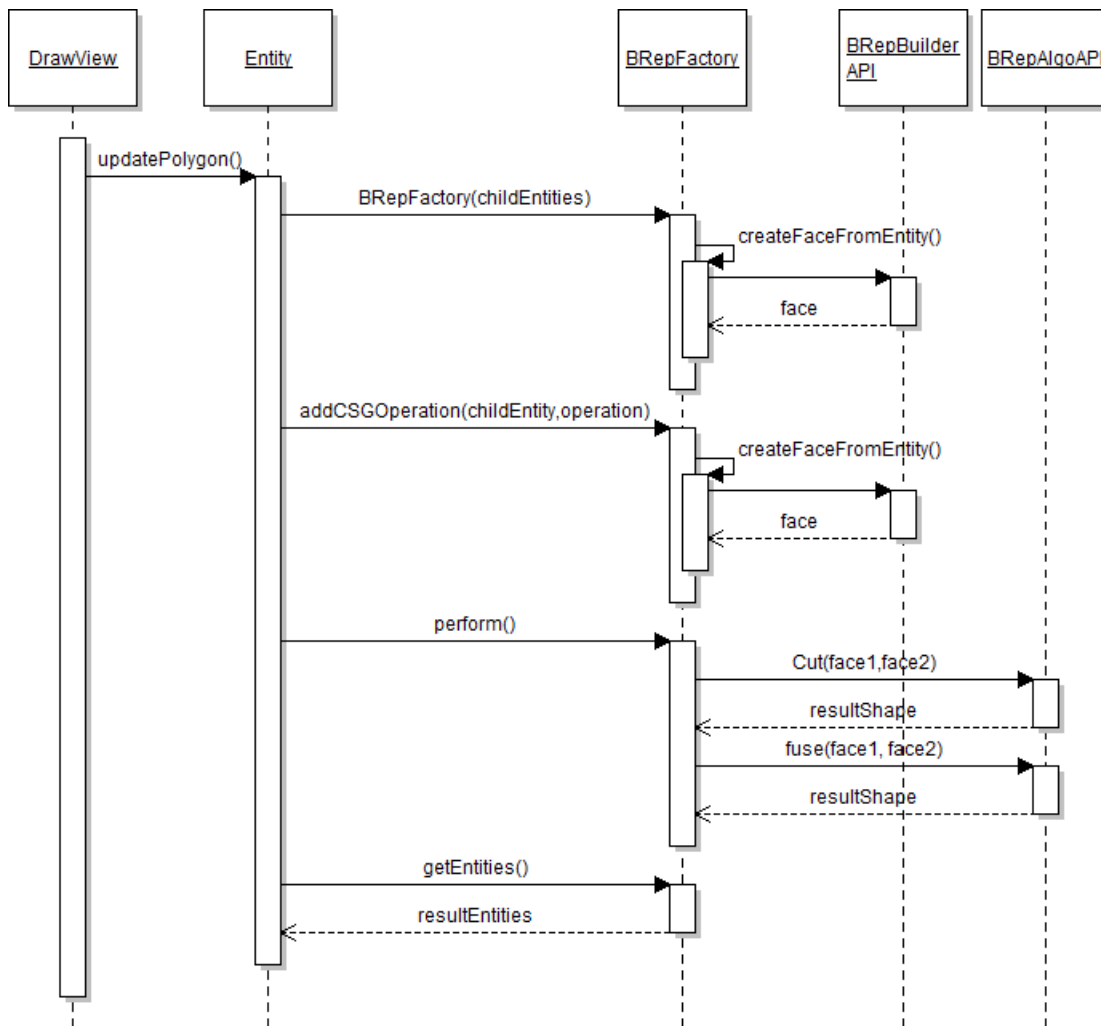 DrawView
Entity
BRepFactory
BRepBuilder
API
BRepAlgoAPI
updatePolygon()
BRepFactory(childEntities)
createFaceFromEntity()
face
addCSGOperation(childEntity,operation)
createFaceFromEntity()
face
perform()
Cut(face1,face2)
resultShape
fuse(face1, face2)
resultShape
getEntities()
resultEntities